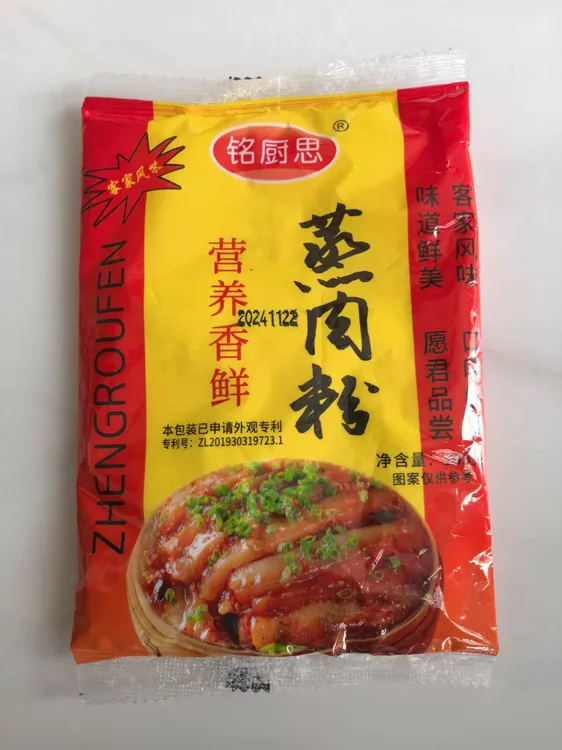 铭厨思®
客家风味
ZHENGROUFEN
蒸肉粉
营养香鲜
20241122
客家风味
味道鲜美
愿君品尝
本包装已申请外观专利
专利号：ZL201930319723.1
净含量：
图案仅供参考